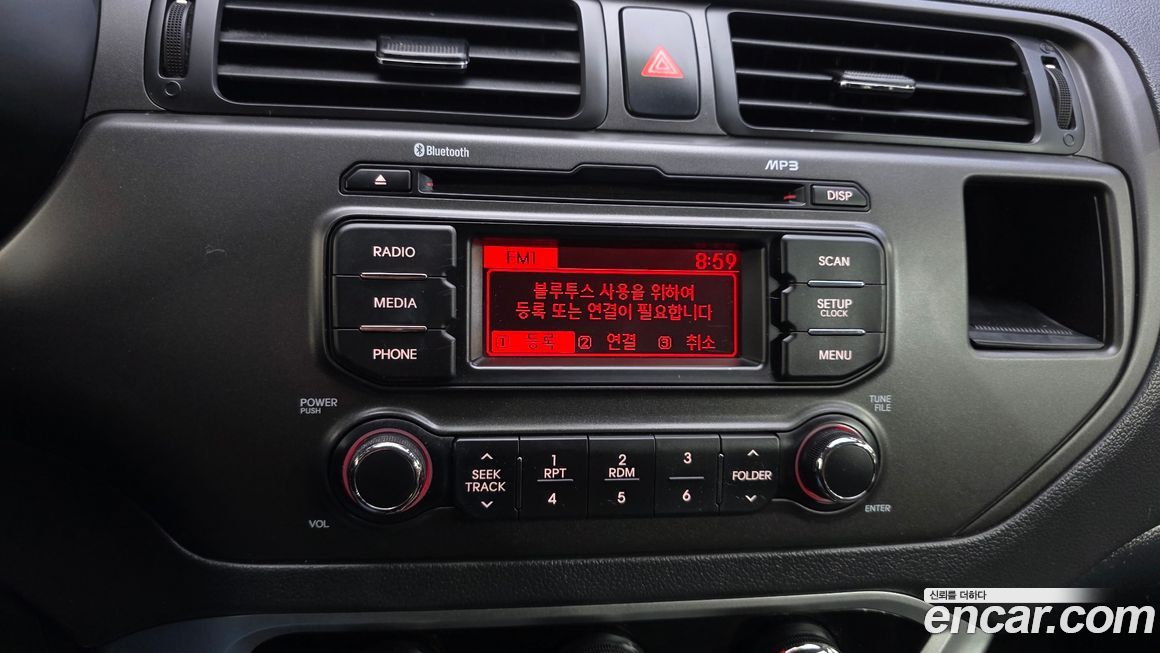 Bluetooth
MP3
DISP
RADIO
MEDIA
PHONE
FM1
8:59
블루투스 사용을 위하여
등록 또는 연결이 필요합니다
1 등록 2 연결 3 취소
SCAN
SETUP
CLOCK
MENU
POWER
PUSH
VOL
SEEK
TRACK
1
RPT
4
2
RDM
5
3
6
FOLDER
TUNE
FILE
ENTER
신뢰를 더하다
encar.com